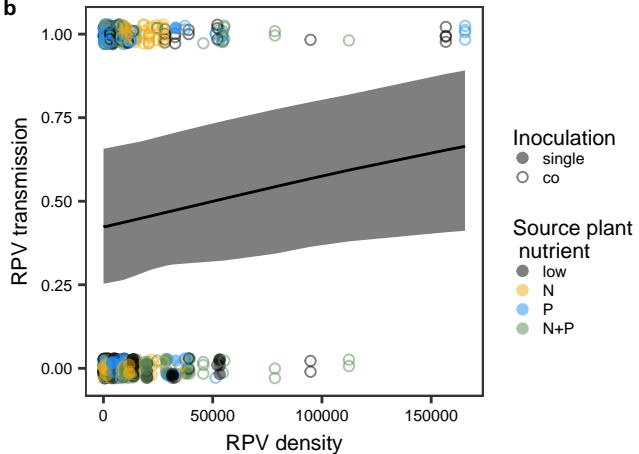 b
1.00
0.75
0.50
0.25
0.00
RPV transmission
0
50000
100000
150000
RPV density
Inoculation
single
co
Source plant
nutrient
low
N
P
N+P